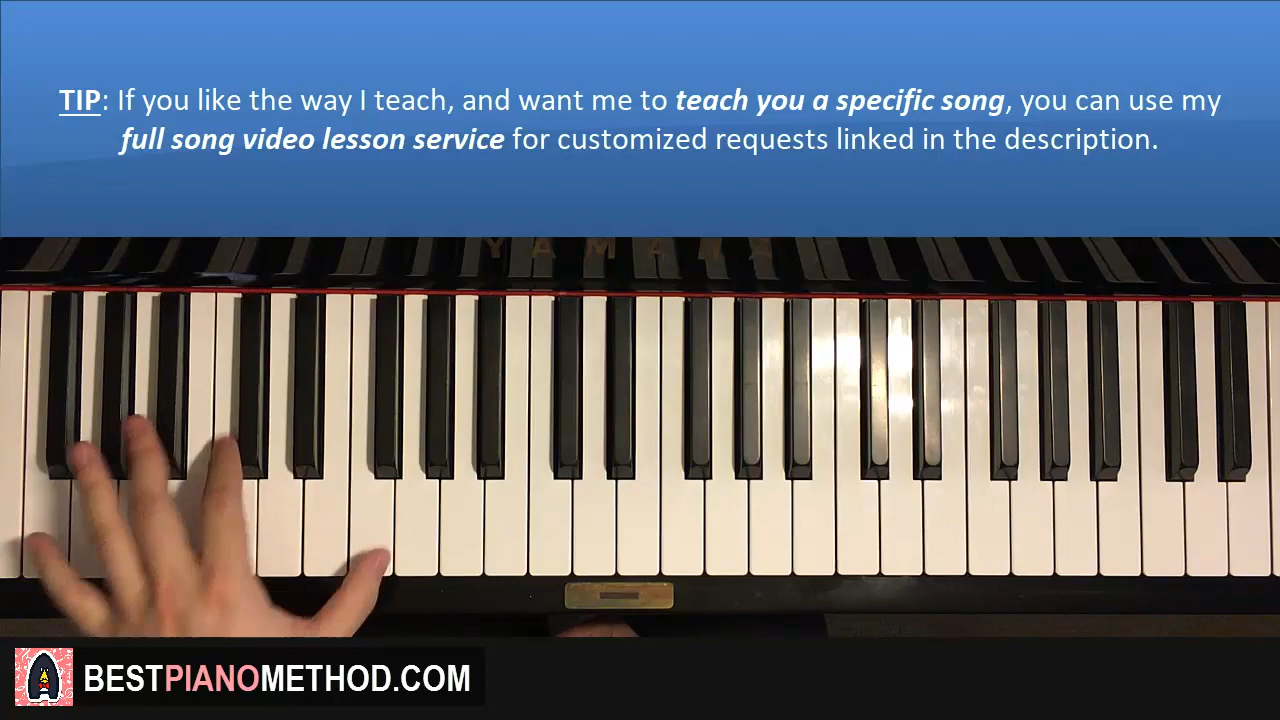 TIP: If you like the way I teach, and want me to teach you a specific song, you can use my
full song video lesson service for customized requests linked in the description.
YAMAHA
BESTPIANOMETHOD.COM